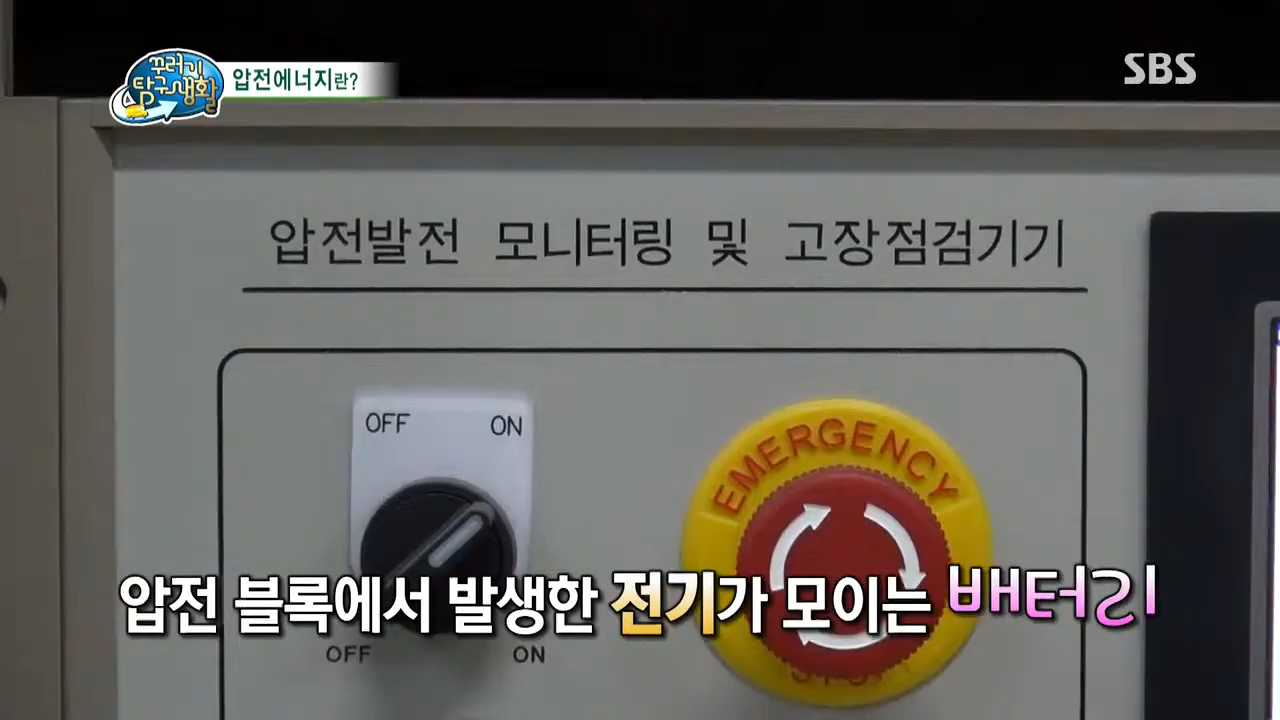 꾸러기
탐구생활
압전에너지란?
SBS
압전발전 모니터링 및 고장점검기기
OFF ON
EMERGENCY
압전 블록에서 발생한 전기가 모이는 배터리
OFF ON